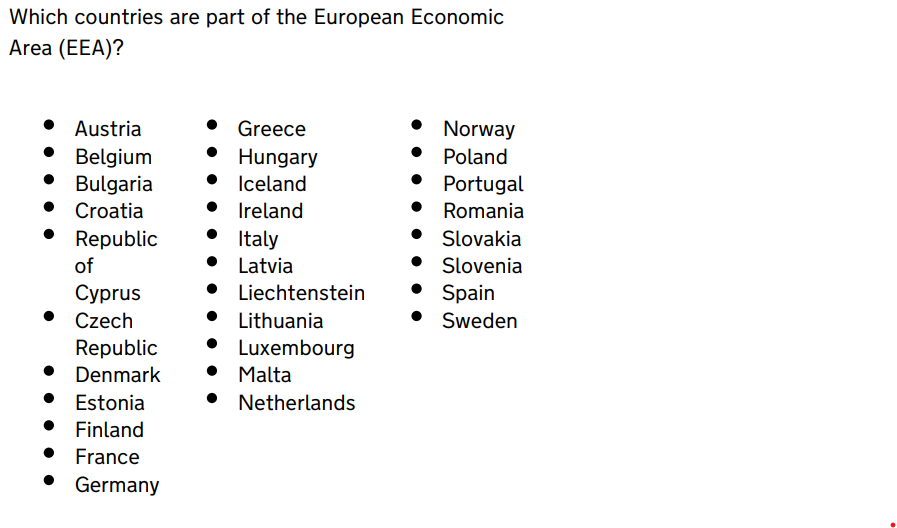 Which countries are part of the European Economic
Area (EEA)?
• Austria
• Belgium
• Bulgaria
• Croatia
• Republic
of
Cyprus
• Czech
Republic
• Denmark
• Estonia
• Finland
• France
• Germany
• Greece
• Hungary
• Iceland
• Ireland
• Italy
• Latvia
• Liechtenstein
• Lithuania
• Luxembourg
• Malta
• Netherlands
• Norway
• Poland
• Portugal
• Romania
• Slovakia
• Slovenia
• Spain
• Sweden